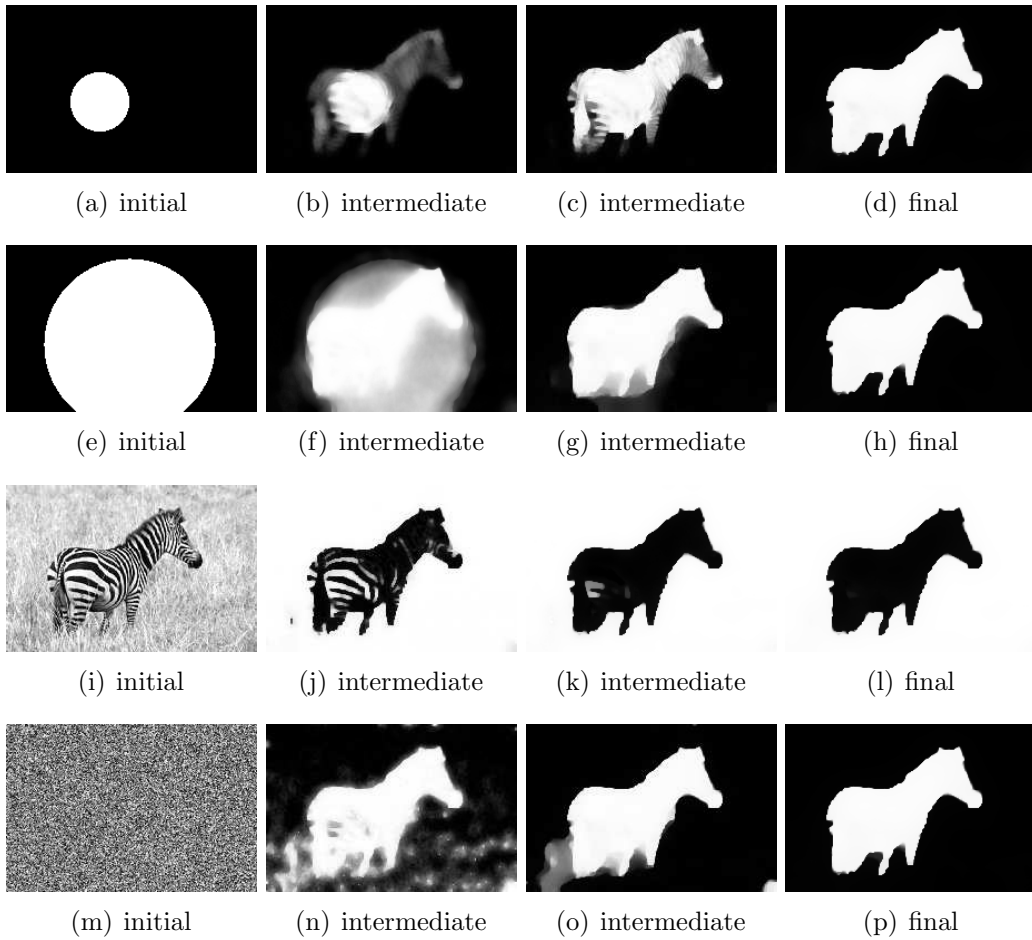 (a) initial
(b) intermediate
(c) intermediate
(d) final
(e) initial
(f) intermediate
(g) intermediate
(h) final
(i) initial
(j) intermediate
(k) intermediate
(l) final
(m) initial
(n) intermediate
(o) intermediate
(p) final